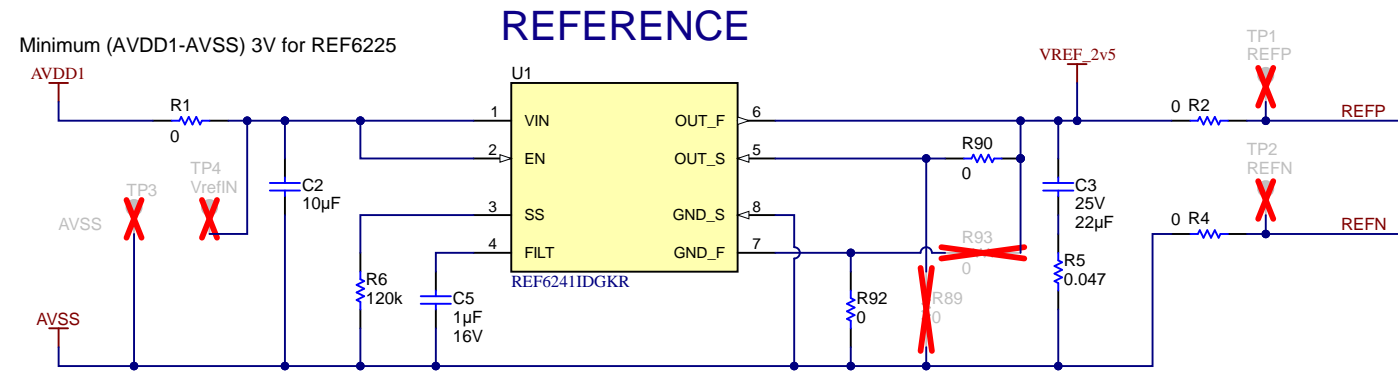 REFERENCE
Minimum (AVDD1-AVSS) 3V for REF6225
AVDD1
R1
0
TP4
VrefIN
TP3
AVSS
C2
10µF
U1
1 VIN
2 EN
3 SS
4 FILT
OUT_F 6
OUT_S 5
GND_S 8
GND_F 7
REF6241IDGKR
R6
120k
C5
1µF
16V
AVSS
VREF_2v5
R90
0
C3
25V
22µF
R93
0
R5
0.047
R92
0
R89
0
TP1
REFP
0 R2
REFP
TP2
REFN
0 R4
REFN